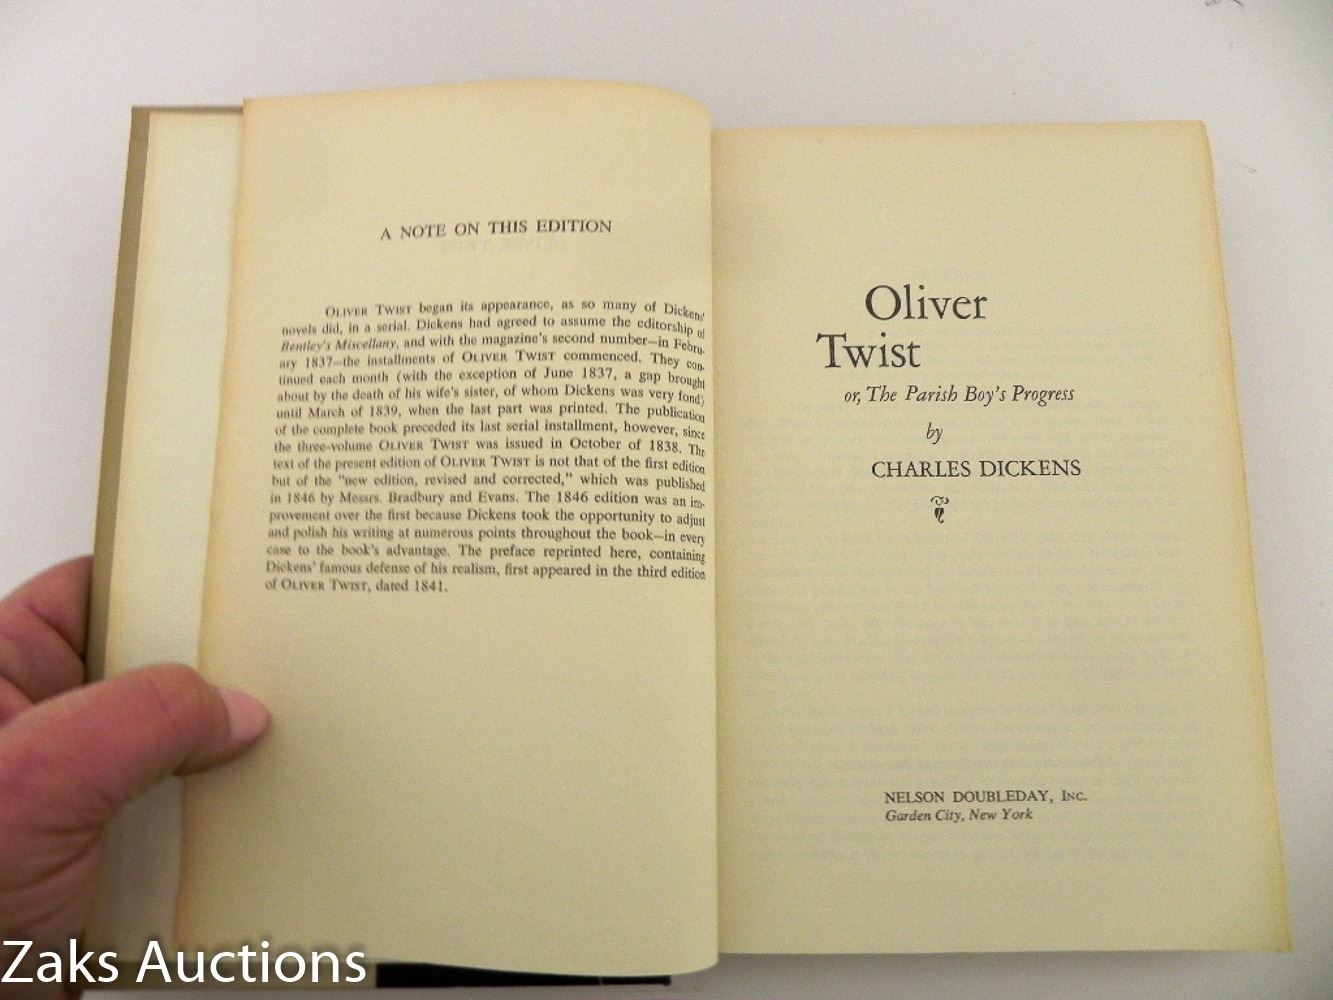 A NOTE ON THIS EDITION
OLIVER TWIST began its appearance, as so many of Dickens'
novels did, in a serial. Dickens had agreed to assume the editorship of
Bentley's Miscellany, and with the magazine's second number—in Febru-
ary 1837—the installments of OLIVER TWIST commenced. They con-
tinued each month (with the exception of June 1837, a gap brought
about by the death of his wife's sister, of whom Dickens was very fond)
until March of 1839, when the last part was printed. The publication
of the complete book preceded its last serial installment, however, since
the three-volume OLIVER TWIST was issued in October of 1838. The
text of the present edition of OLIVER TWIST is not that of the first edition
but of the "new edition, revised and corrected," which was published
in 1846 by Messrs. Bradbury and Evans. The 1846 edition was an im-
provement over the first because Dickens took the opportunity to adjust
and polish his writing at numerous points throughout the book—in every
case to the book's advantage. The preface reprinted here, containing
Dickens' famous defense of his realism, first appeared in the third edition
of OLIVER TWIST, dated 1841.
Oliver
Twist
or, The Parish Boy's Progress
by
CHARLES DICKENS
NELSON DOUBLEDAY, INC.
Garden City, New York
Zaks Auctions